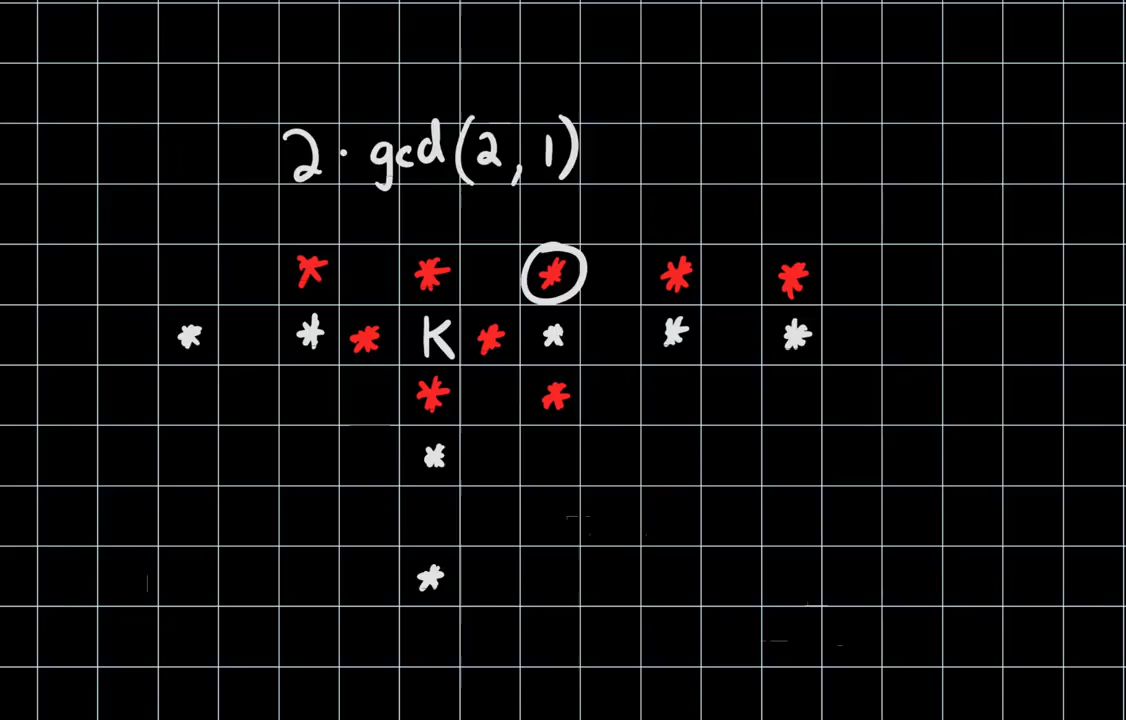 2 · gcd(2, 1)
* * * * *
* * * K * * * *
* *
*
*